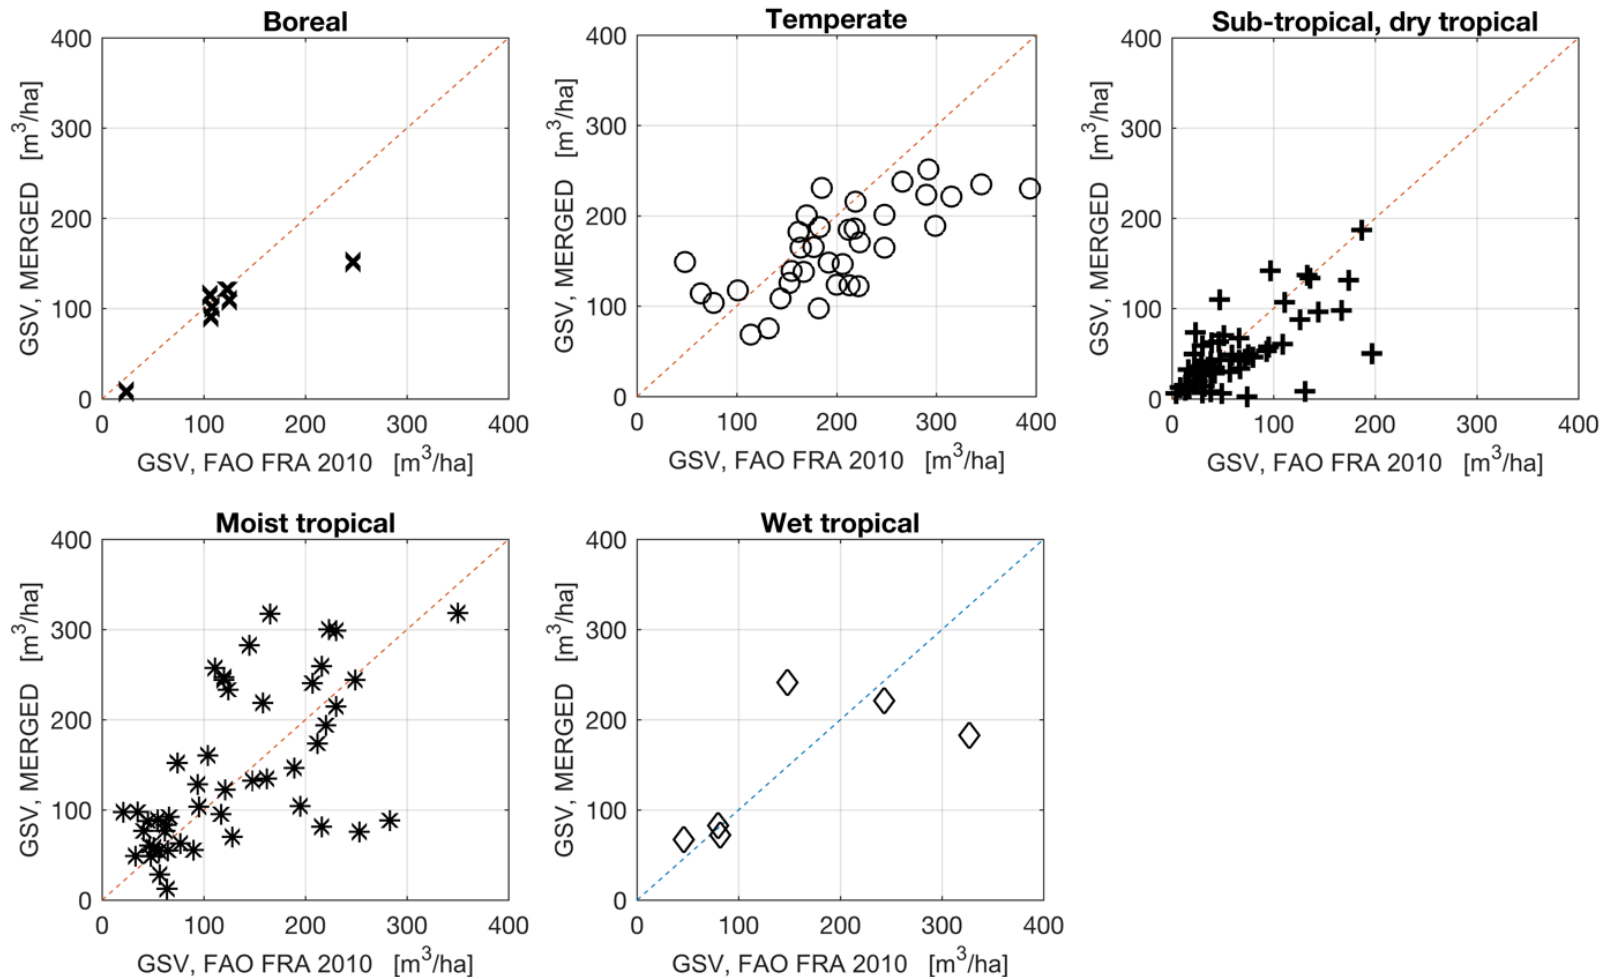 Boreal
400
300
200
100
0
0 100 200 300 400
GSV, MERGED [m³/ha]
GSV, FAO FRA 2010 [m³/ha]
Temperate
400
300
200
100
0
0 100 200 300 400
GSV, MERGED [m³/ha]
GSV, FAO FRA 2010 [m³/ha]
Sub-tropical, dry tropical
400
300
200
100
0
0 100 200 300 400
GSV, MERGED [m³/ha]
GSV, FAO FRA 2010 [m³/ha]
Moist tropical
400
300
200
100
0
0 100 200 300 400
GSV, MERGED [m³/ha]
GSV, FAO FRA 2010 [m³/ha]
Wet tropical
400
300
200
100
0
0 100 200 300 400
GSV, MERGED [m³/ha]
GSV, FAO FRA 2010 [m³/ha]